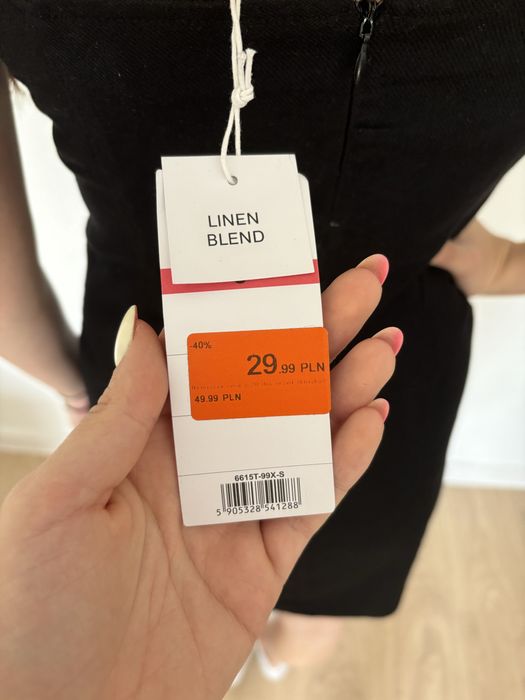 LINEN
BLEND
-40%
29.99 PLN
49.99 PLN
6615T-99X-S
5 905328 541288